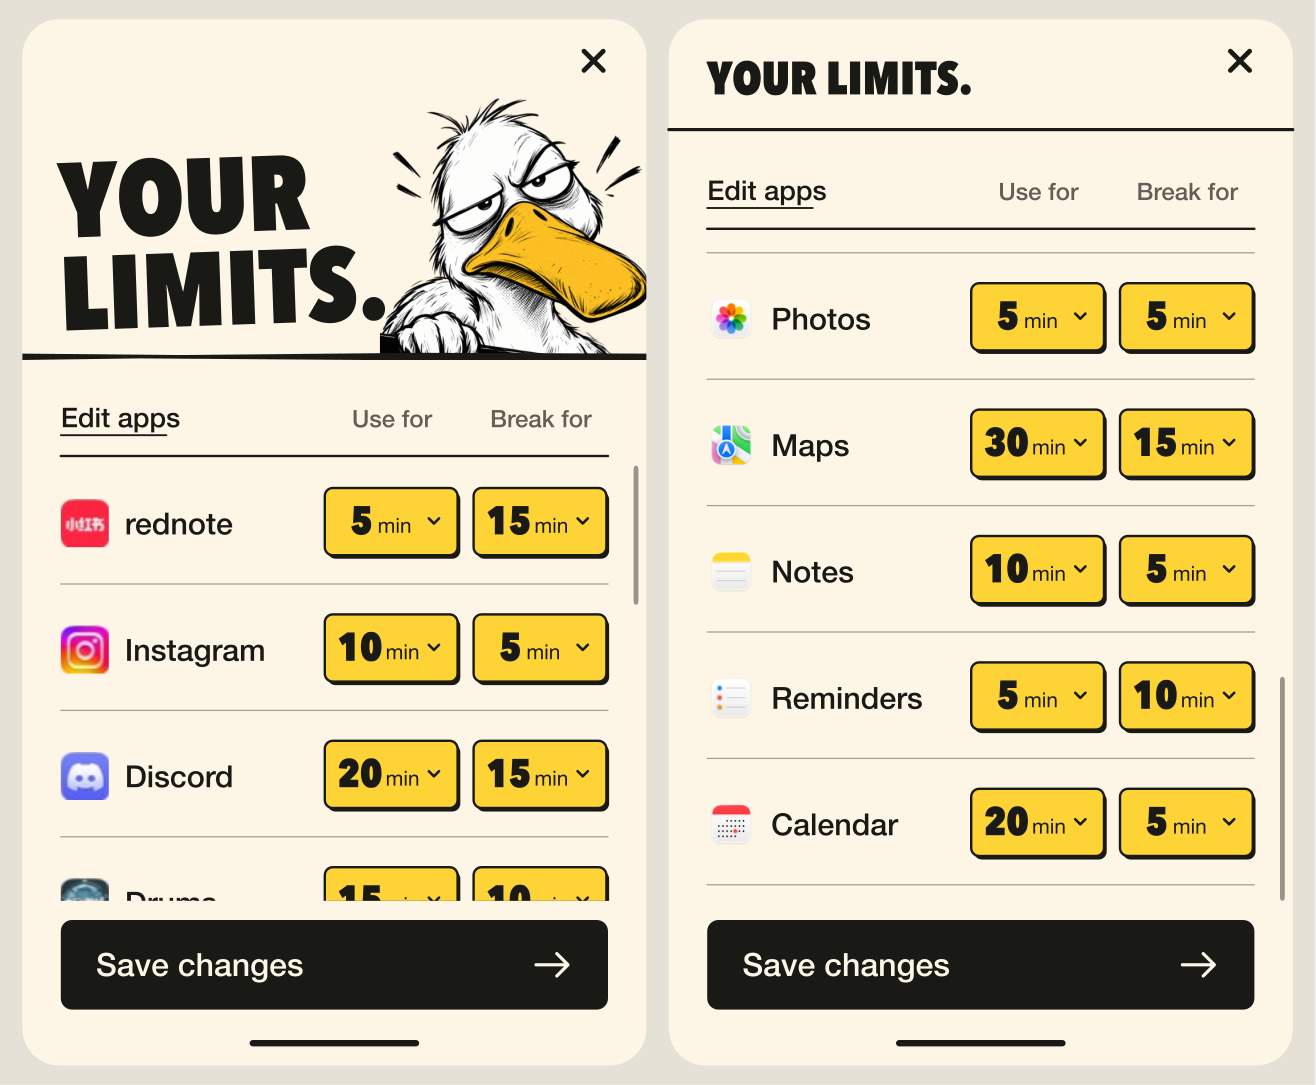 YOUR
LIMITS.
Edit apps Use for Break for
小红书 rednote 5 min 15 min
Instagram 10 min 5 min
Discord 20 min 15 min
Drums 15 10
Save changes
YOUR LIMITS.
Edit apps Use for Break for
Photos 5 min 5 min
Maps 30 min 15 min
Notes 10 min 5 min
Reminders 5 min 10 min
Calendar 20 min 5 min
Save changes